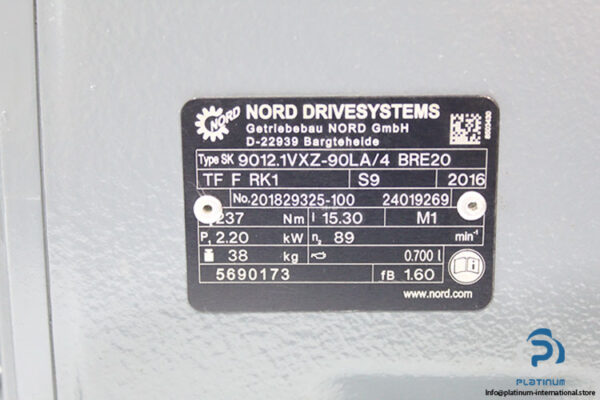 NORD
NORD DRIVESYSTEMS
Getriebebau NORD GmbH
D-22939 Bargteheide
Type SK 9012.1VXZ-90LA/4 BRE20
TF F RK1 S9 2016
No. 201829325-100 24019269
237 Nm i 15.30 M1
P₁ 2.20 kW n₂ 89 min⁻¹
38 kg 0.700 l
5690173 fB 1.60
www.nord.com
PLATINUM
Info@platinum-international.store